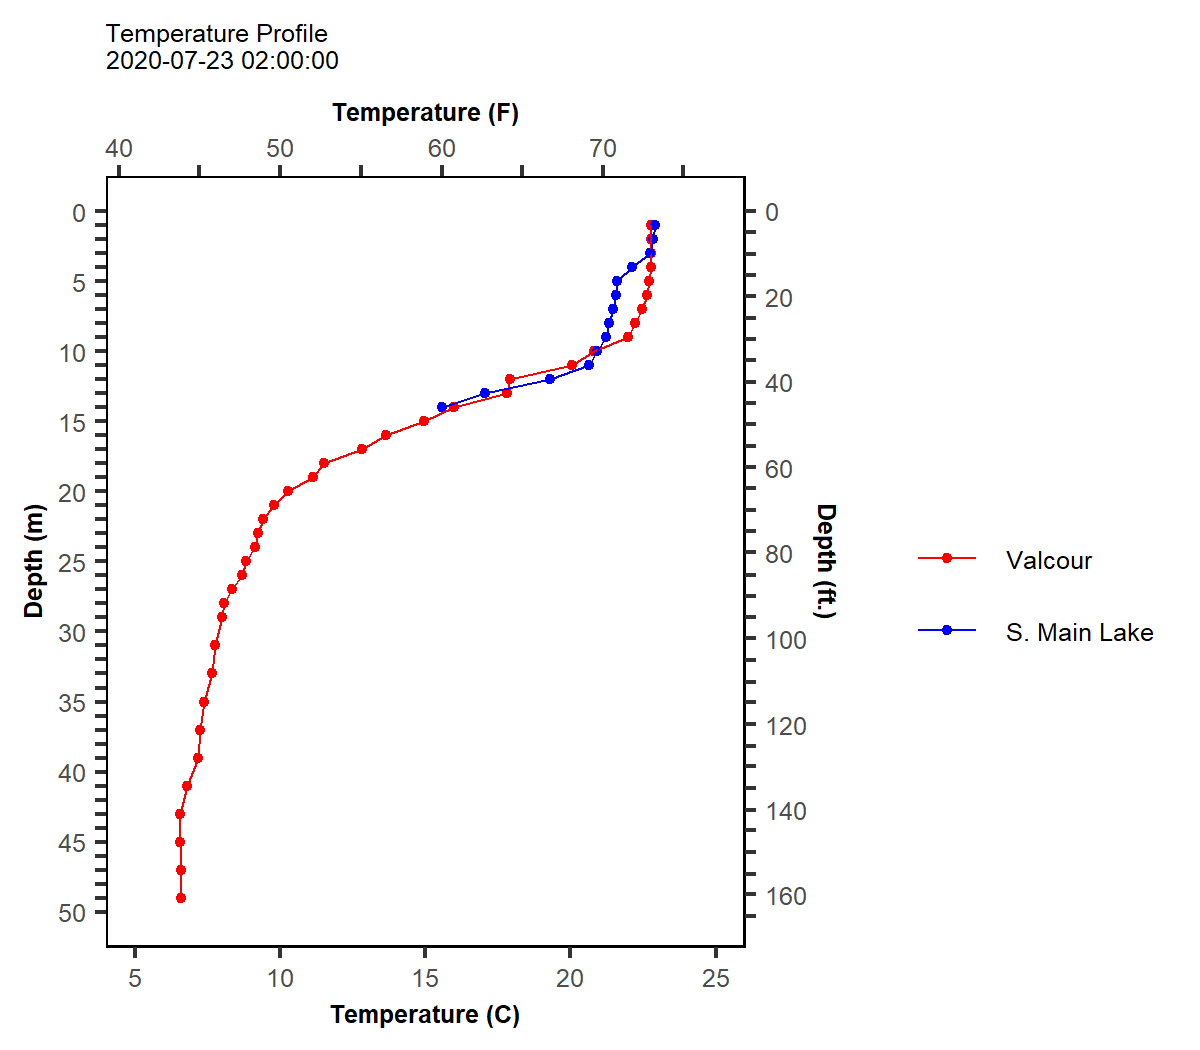 Temperature Profile
2020-07-23 02:00:00
Temperature (F)
40 50 60 70
0
5
10
15
20
25
30
35
40
45
50
Depth (m)
0
20
40
60
80
100
120
140
160
Depth (ft.)
Valcour
S. Main Lake
5 10 15 20 25
Temperature (C)